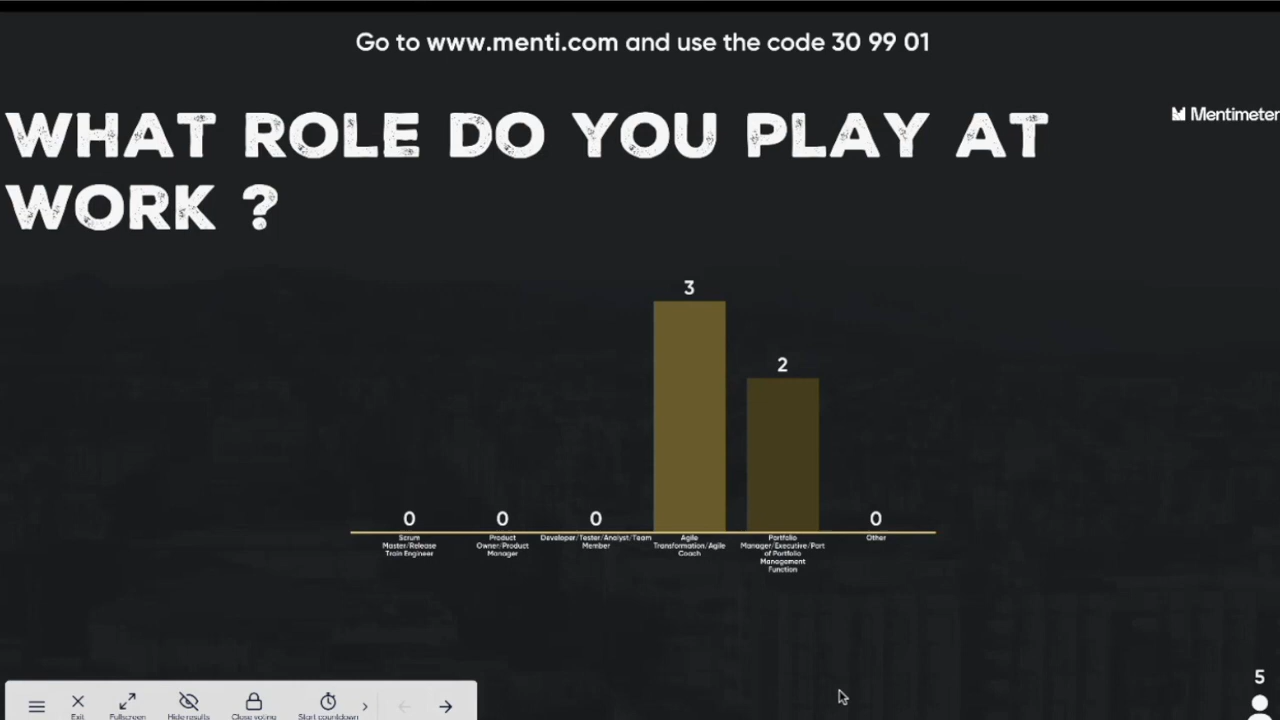 Go to www.menti.com and use the code 30 99 01
WHAT ROLE DO YOU PLAY AT
WORK ?
Mentimeter
3
2
0
0
0
0
Scrum
Master/Release
Train Engineer
Product
Owner/Product
Manager
Developer/Tester/Analyst/Team
Member
Agile
Transformation/Agile
Coach
Portfolio
Manager/Executive/Part
of Portfolio
Management
Function
Other
5
Exit
Fullscreen
Hide results
Close voting
Start countdown